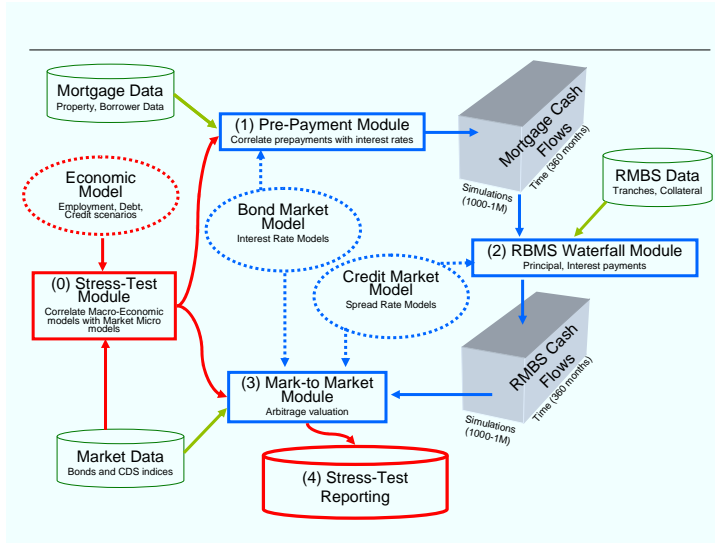 Mortgage Data
Property, Borrower Data
(1) Pre-Payment Module
Correlate prepayments with interest rates
Mortgage Cash
Flows
Time (360 months)
Simulations
(1000-1M)
Economic
Model
Employment, Debt,
Credit scenarios
RMBS Data
Tranches, Collateral
Bond Market
Model
Interest Rate Models
(0) Stress-Test
Module
Correlate Macro-Economic
models with Market Micro
models
Credit Market
Model
Spread Rate Models
(2) RBMS Waterfall Module
Principal, Interest payments
RMBS Cash
Flows
Time (360 months)
Simulations
(1000-1M)
(3) Mark-to Market
Module
Arbitrage valuation
Market Data
Bonds and CDS indices
(4) Stress-Test
Reporting